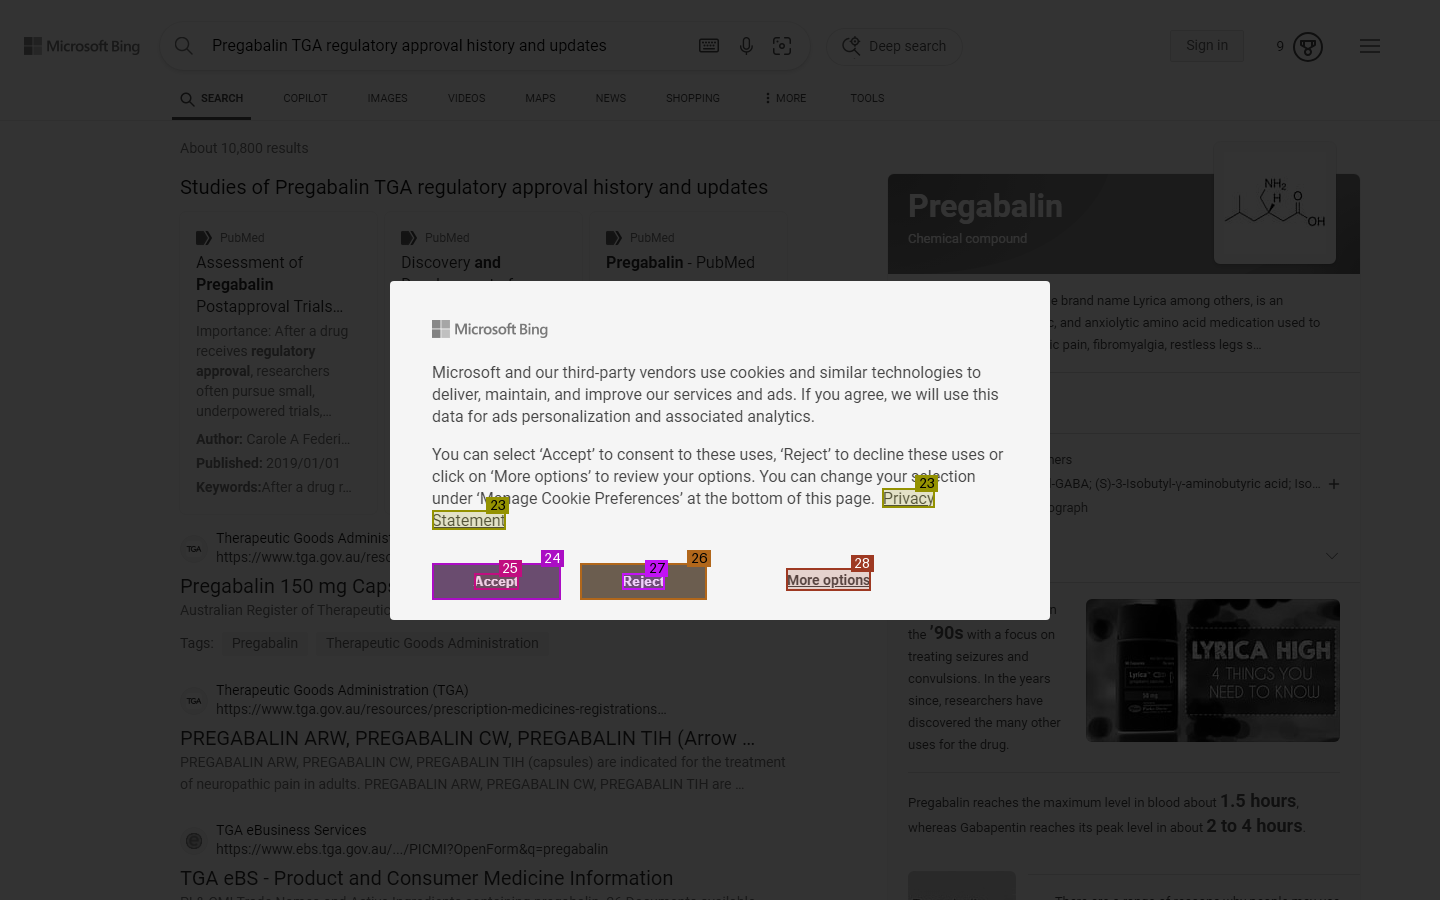 Microsoft Bing
Pregabalin TGA regulatory approval history and updates
Deep search
Sign in
9
SEARCH
COPILOT
IMAGES
VIDEOS
MAPS
NEWS
SHOPPING
MORE
TOOLS
About 10,800 results
Studies of Pregabalin TGA regulatory approval history and updates
PubMed
Assessment of
Pregabalin
Postapproval Trials...
Importance: After a drug
receives regulatory
approval, researchers
often pursue small,
underpowered trials,...
Author: Carole A Federi...
Published: 2019/01/01
Keywords:After a drug r...
PubMed
Discovery and
PubMed
Pregabalin - PubMed
Pregabalin
Chemical compound
NH2
H
O
OH
e brand name Lyrica among others, is an
c, and anxiolytic amino acid medication used to
ic pain, fibromyalgia, restless legs s...
hers
l-GABA; (S)-3-Isobutyl-γ-aminobutyric acid; Iso...
ograph
Microsoft Bing
Microsoft and our third-party vendors use cookies and similar technologies to
deliver, maintain, and improve our services and ads. If you agree, we will use this
data for ads personalization and associated analytics.
You can select ‘Accept’ to consent to these uses, ‘Reject’ to decline these uses or
click on ‘More options’ to review your options. You can change your selection
under ‘Manage Cookie Preferences’ at the bottom of this page. Privacy
Statement
23
23
24
25
Accept
26
27
Reject
28
More options
Therapeutic Goods Adminis
TGA
https://www.tga.gov.au/reso
Pregabalin 150 mg Caps
Australian Register of Therapeutic
Tags: Pregabalin Therapeutic Goods Administration
Therapeutic Goods Administration (TGA)
TGA
https://www.tga.gov.au/resources/prescription-medicines-registrations...
PREGABALIN ARW, PREGABALIN CW, PREGABALIN TIH (Arrow ...
PREGABALIN ARW, PREGABALIN CW, PREGABALIN TIH (capsules) are indicated for the treatment
of neuropathic pain in adults. PREGABALIN ARW, PREGABALIN CW, PREGABALIN TIH are ...
TGA eBusiness Services
https://www.ebs.tga.gov.au/.../PICMI?OpenForm&q=pregabalin
TGA eBS - Product and Consumer Medicine Information
n
the '90s with a focus on
treating seizures and
convulsions. In the years
since, researchers have
discovered the many other
uses for the drug.
Lyrica
LYRICA HIGH
4 THINGS YOU
NEED TO KNOW
Pregabalin reaches the maximum level in blood about 1.5 hours,
whereas Gabapentin reaches its peak level in about 2 to 4 hours.